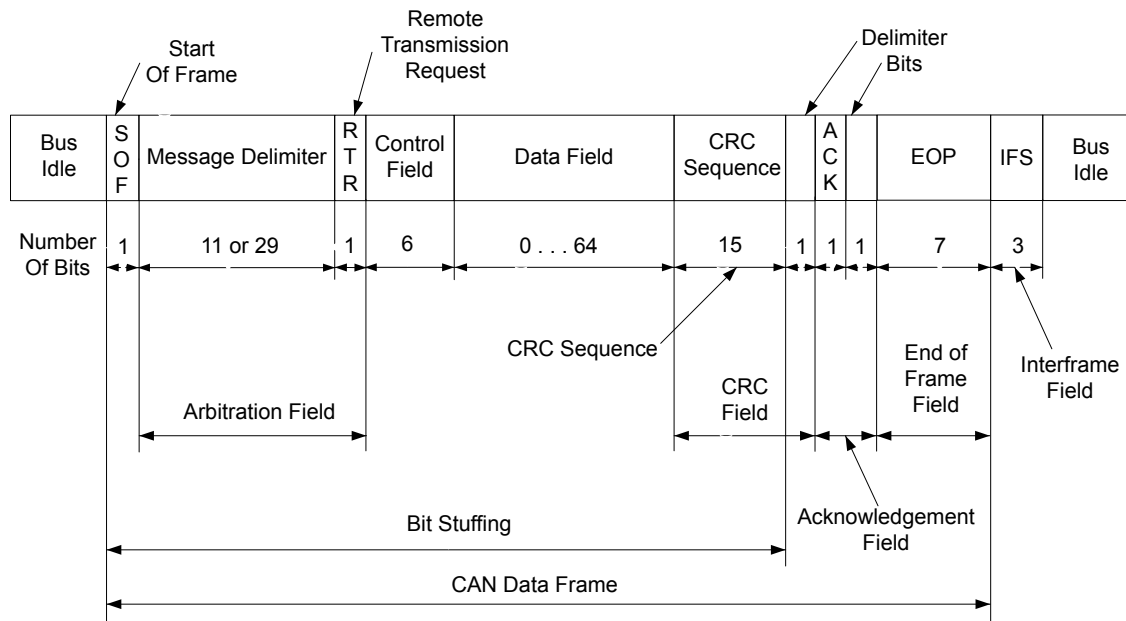 Start
Of Frame
Remote
Transmission
Request
Delimiter
Bits
Bus
Idle
S
O
F
Message Delimiter
R
T
R
Control
Field
Data Field
CRC
Sequence
A
C
K
EOP
IFS
Bus
Idle
Number
Of Bits
1
11 or 29
1
6
0 . . . 64
15
1
1
1
7
3
CRC Sequence
End of
Frame
Field
Interframe
Field
Arbitration Field
CRC
Field
Bit Stuffing
Acknowledgement
Field
CAN Data Frame